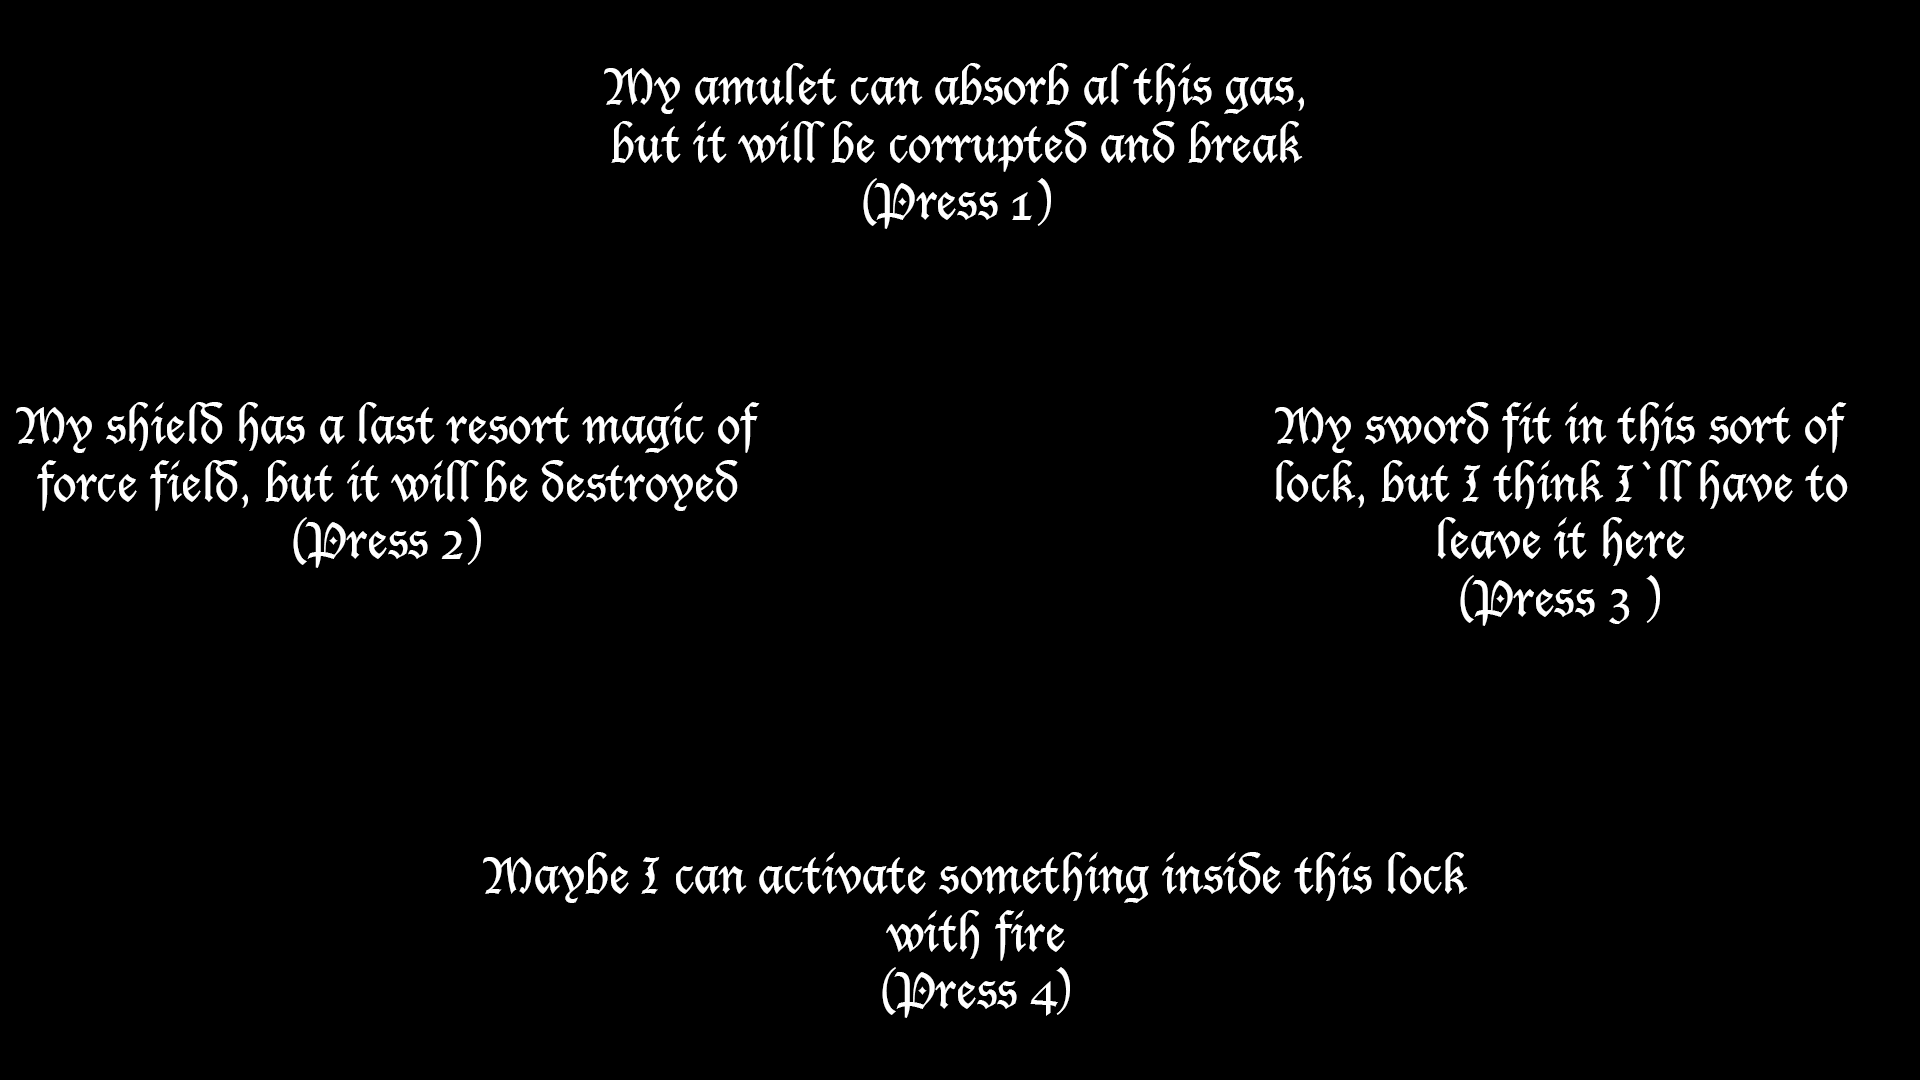 My amulet can absorb al this gas,
but it will be corrupted and break
(Press 1)
My shield has a last resort magic of
force field, but it will be destroyed
(Press 2)
My sword fit in this sort of
lock, but I think I`ll have to
leave it here
(Press 3 )
Maybe I can activate something inside this lock
with fire
(Press 4)